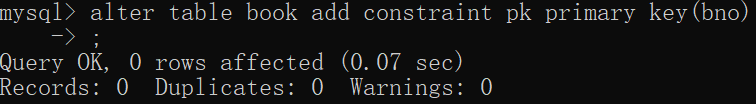 mysql> alter table book add constraint pk primary key(bno)
    -> ;
Query OK, 0 rows affected (0.07 sec)
Records: 0  Duplicates: 0  Warnings: 0